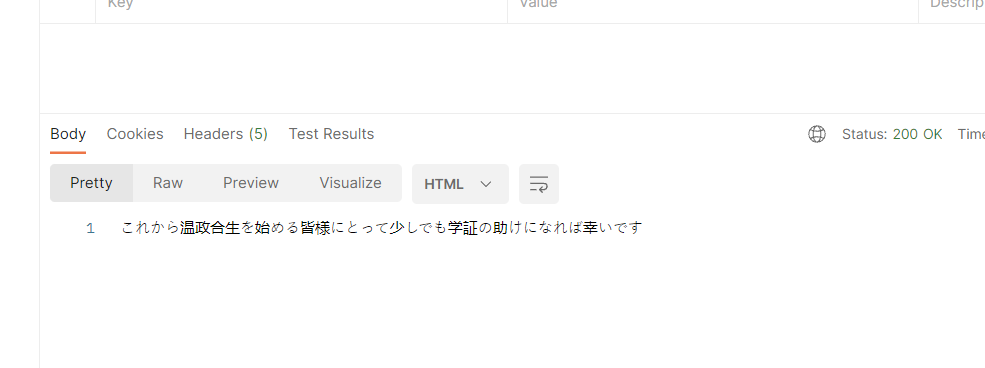 Key Value Descrip
Body Cookies Headers (5) Test Results Status: 200 OK Time
Pretty Raw Preview Visualize HTML
1 これから温政合生を始める皆様にとって少しでも学証の助けになれば幸いです